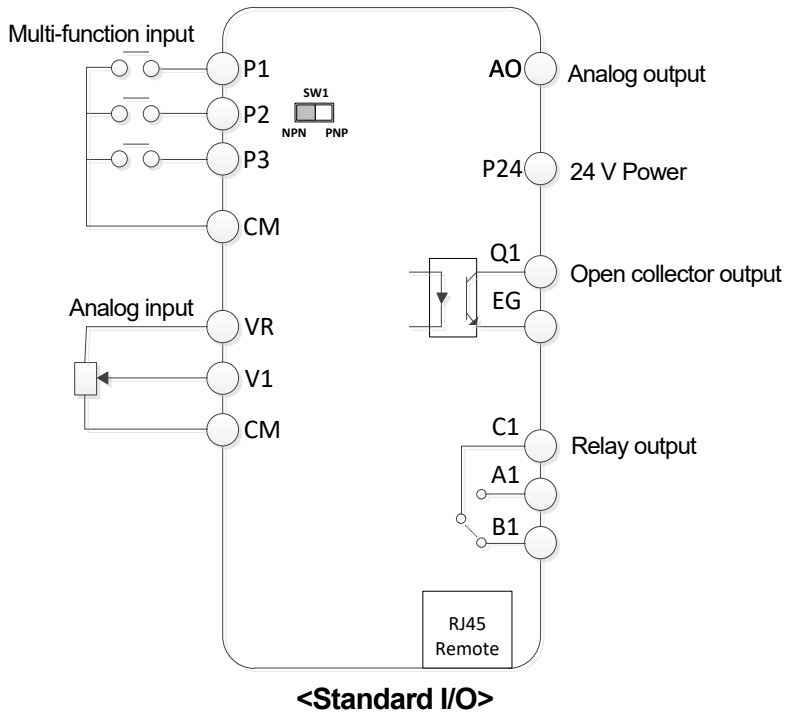 Multi-function input
P1
P2
P3
CM
SW1
NPN PNP
Analog input
VR
V1
CM
AO Analog output
P24 24 V Power
Q1
Open collector output
EG
C1
Relay output
A1
B1
RJ45
Remote
<Standard I/O>